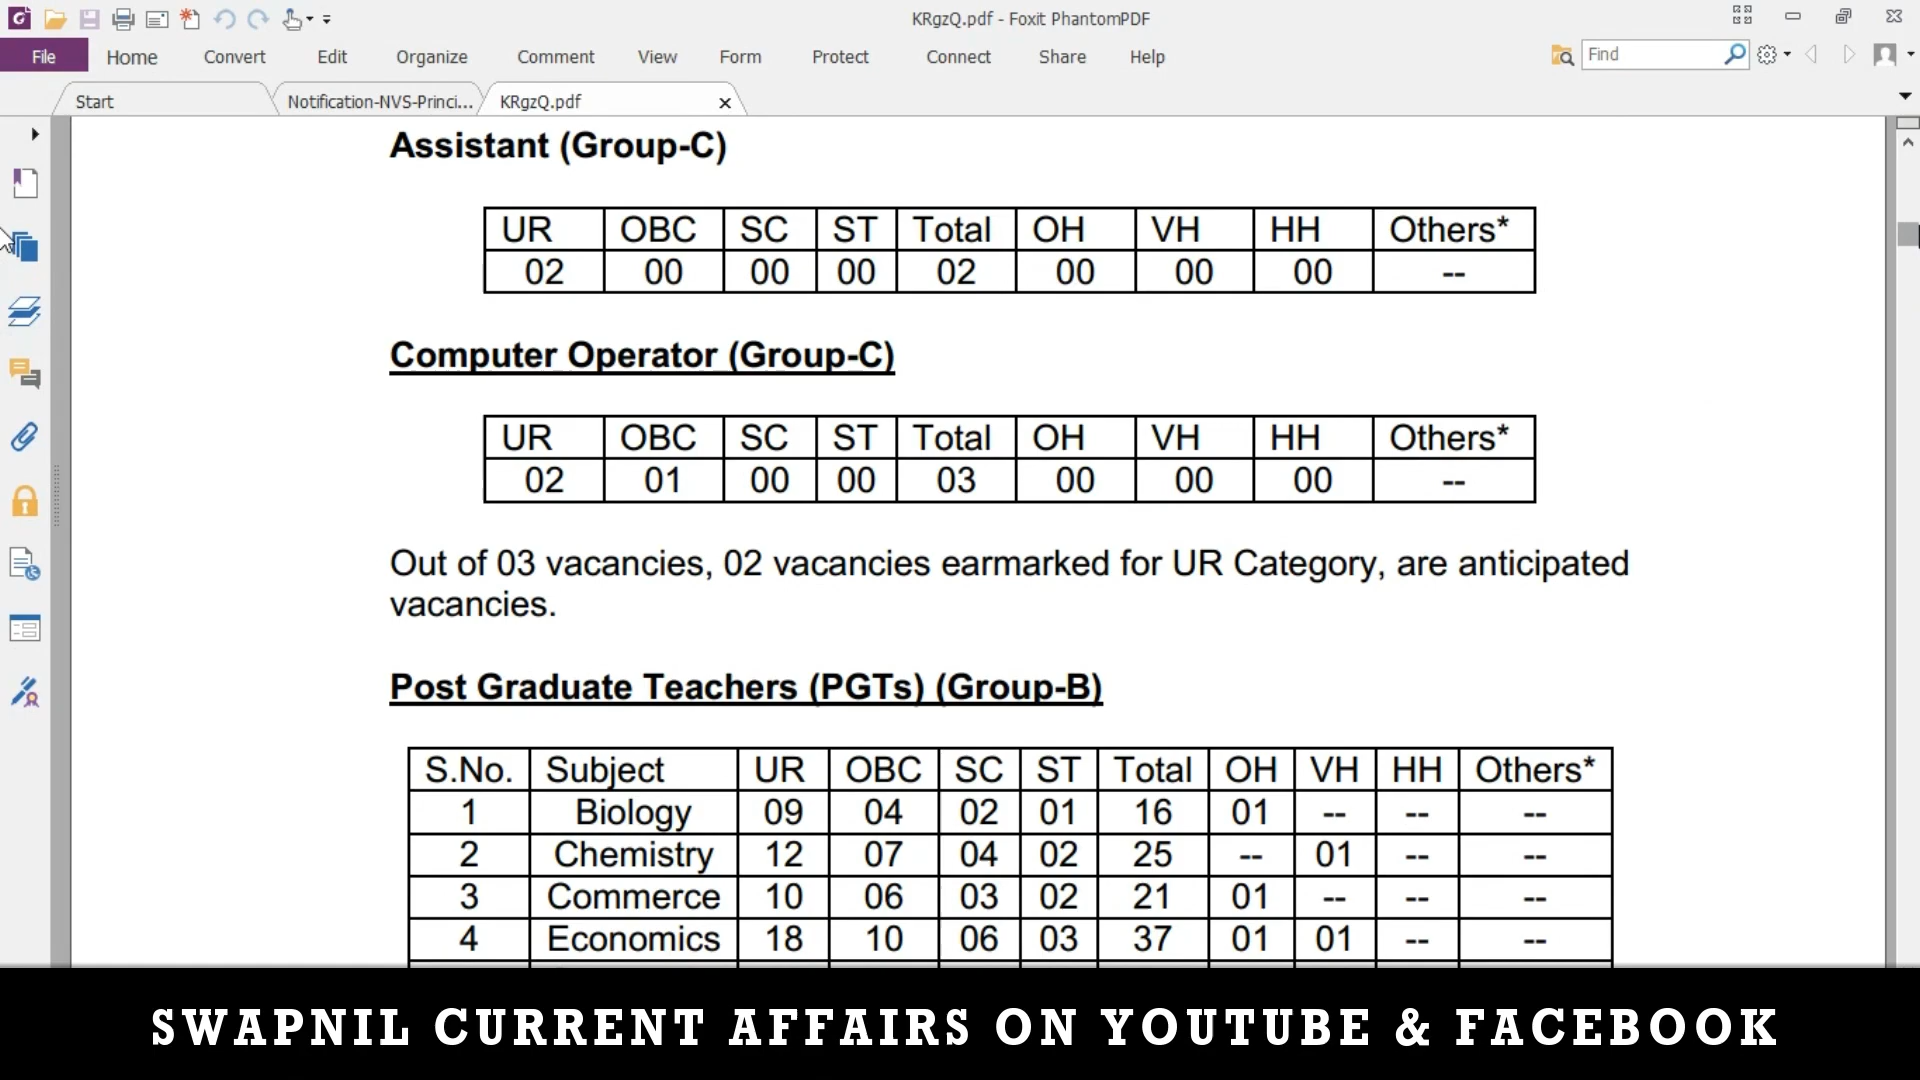 KRgzQ.pdf - Foxit PhantomPDF
File Home Convert Edit Organize Comment View Form Protect Connect Share Help Find
Start Notification-NVS-Princi... KRgzQ.pdf
Assistant (Group-C)
UR OBC SC ST Total OH VH HH Others*
02 00 00 00 02 00 00 00 --
Computer Operator (Group-C)
UR OBC SC ST Total OH VH HH Others*
02 01 00 00 03 00 00 00 --
Out of 03 vacancies, 02 vacancies earmarked for UR Category, are anticipated
vacancies.
Post Graduate Teachers (PGTs) (Group-B)
S.No. Subject UR OBC SC ST Total OH VH HH Others*
1 Biology 09 04 02 01 16 01 -- -- --
2 Chemistry 12 07 04 02 25 -- 01 -- --
3 Commerce 10 06 03 02 21 01 -- -- --
4 Economics 18 10 06 03 37 01 01 -- --
SWAPNIL CURRENT AFFAIRS ON YOUTUBE & FACEBOOK